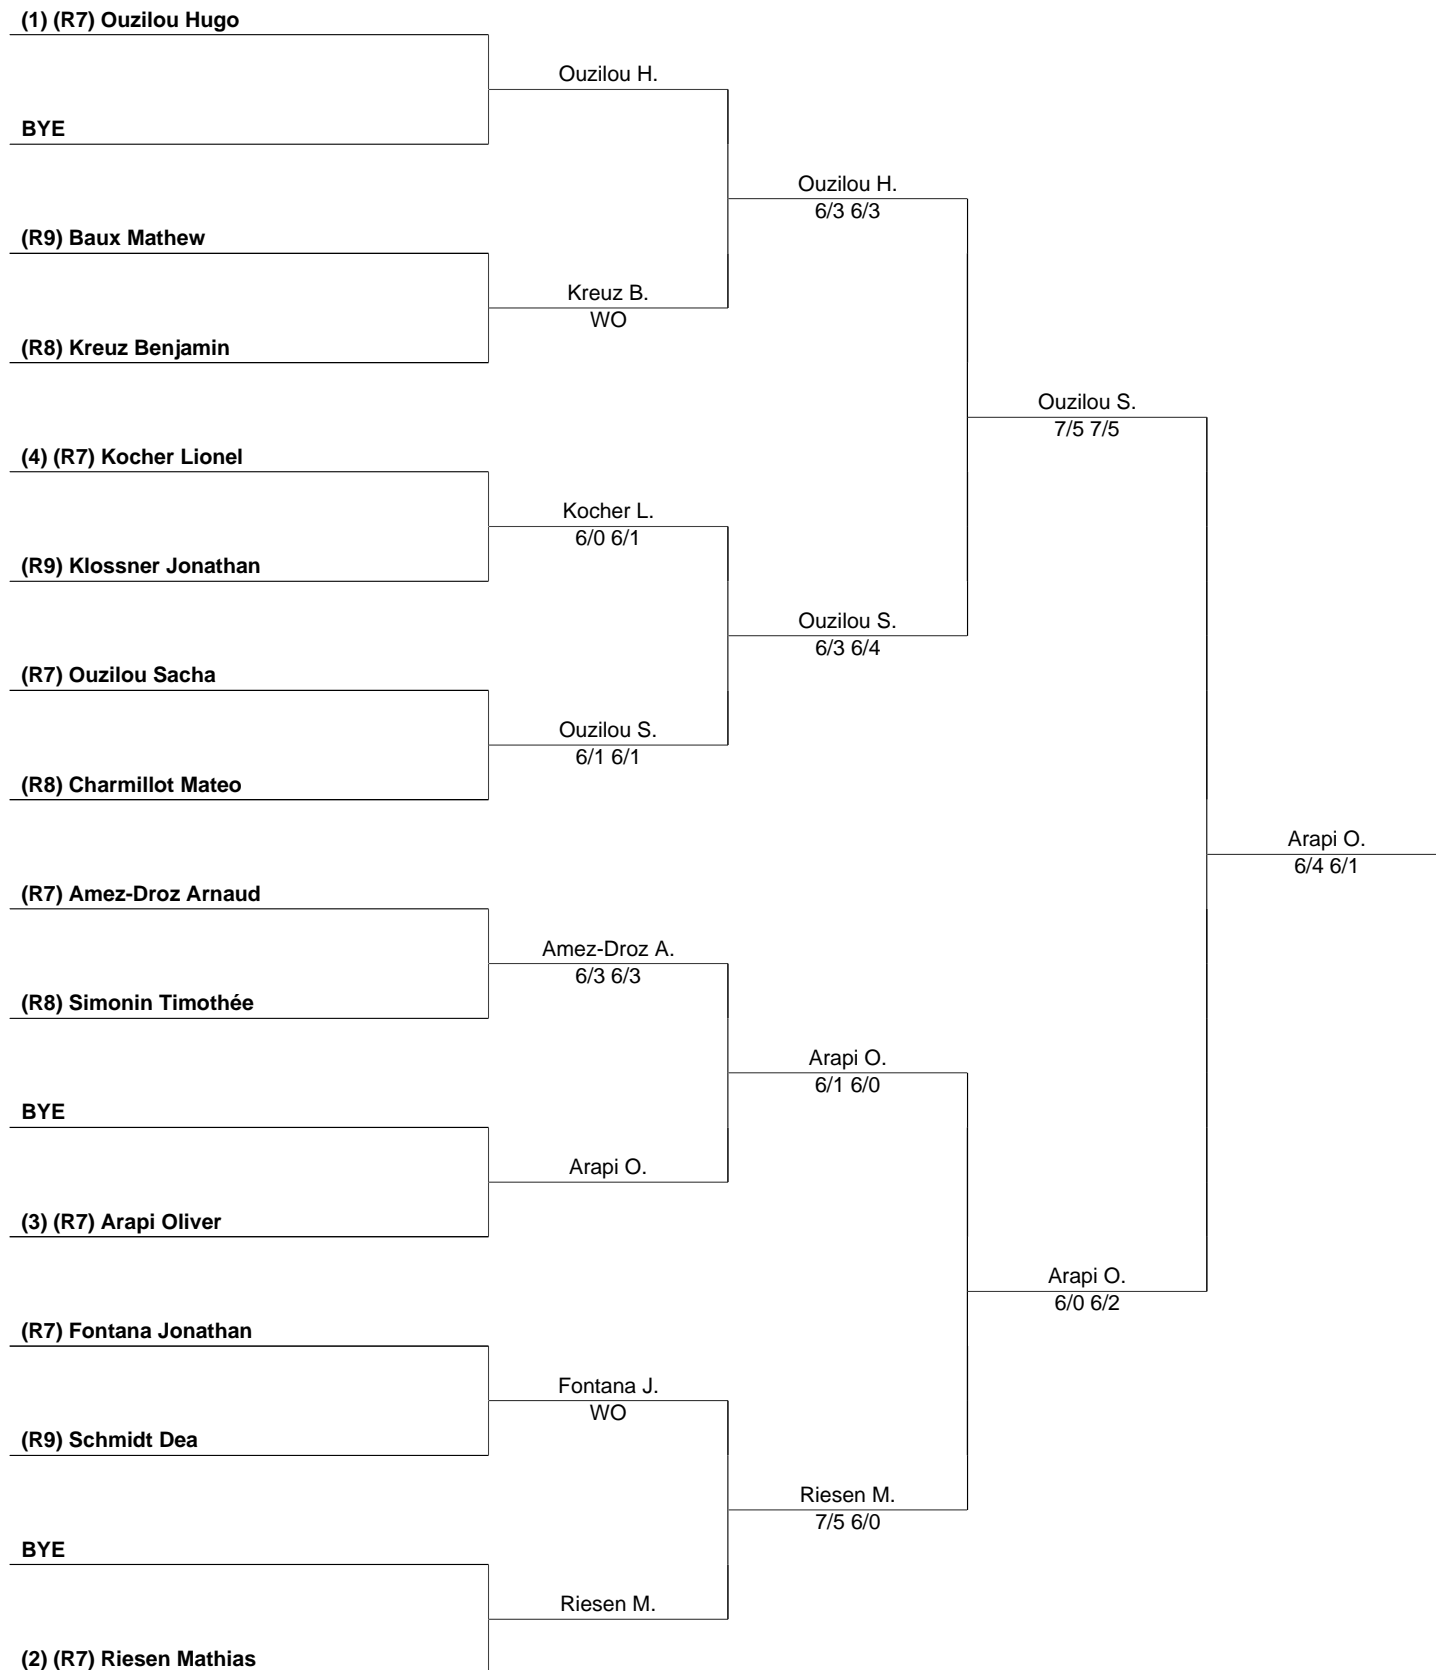 (1) (R7) Ouzilou Hugo
Ouzilou H.
BYE
Ouzilou H.
6/3 6/3
(R9) Baux Mathew
Kreuz B.
WO
(R8) Kreuz Benjamin
Ouzilou S.
7/5 7/5
(4) (R7) Kocher Lionel
Kocher L.
6/0 6/1
(R9) Klossner Jonathan
Ouzilou S.
6/3 6/4
(R7) Ouzilou Sacha
Ouzilou S.
6/1 6/1
(R8) Charmillot Mateo
Arapi O.
6/4 6/1
(R7) Amez-Droz Arnaud
Amez-Droz A.
6/3 6/3
(R8) Simonin Timothée
Arapi O.
6/1 6/0
BYE
Arapi O.
(3) (R7) Arapi Oliver
Arapi O.
6/0 6/2
(R7) Fontana Jonathan
Fontana J.
WO
(R9) Schmidt Dea
Riesen M.
7/5 6/0
BYE
Riesen M.
(2) (R7) Riesen Mathias